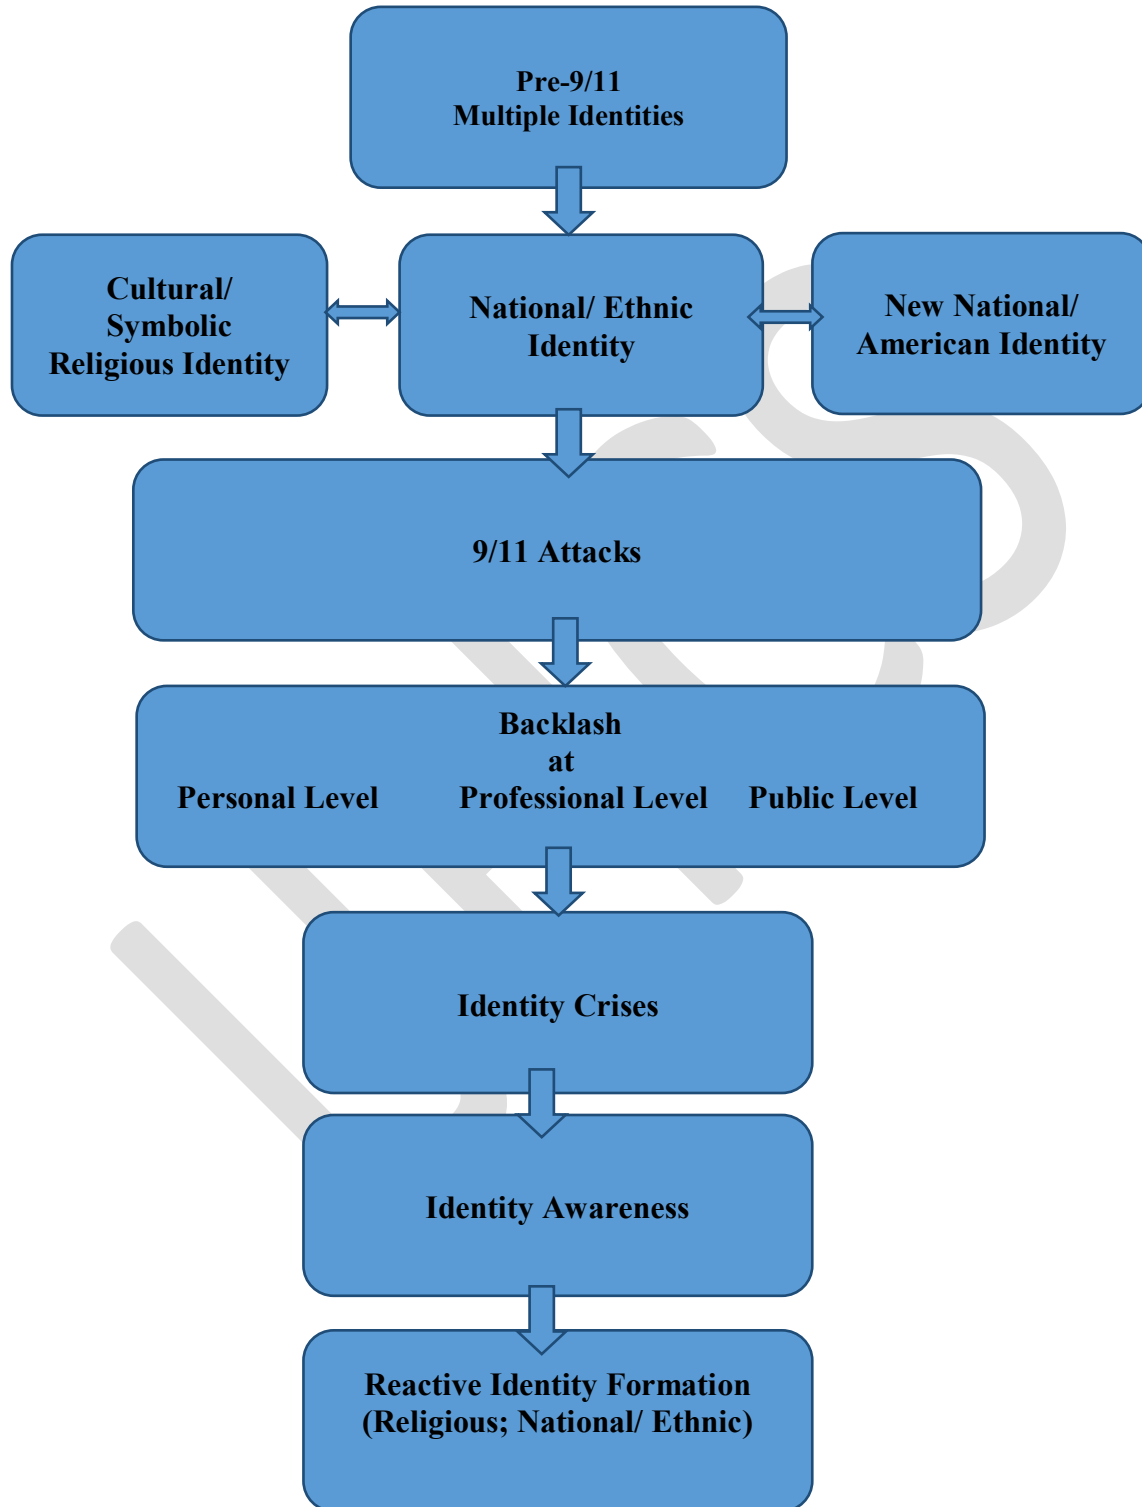 Pre-9/11
Multiple Identities
Cultural/
Symbolic
Religious Identity
National/ Ethnic
Identity
New National/
American Identity
9/11 Attacks
Backlash
at
Personal Level Professional Level Public Level
Identity Crises
Identity Awareness
Reactive Identity Formation
(Religious; National/ Ethnic)